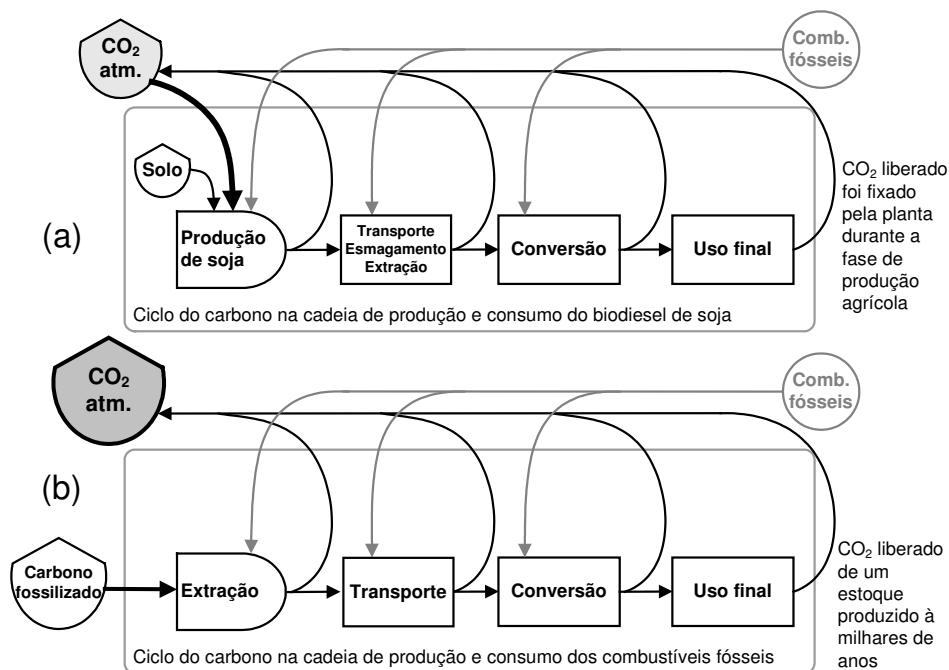 CO₂
atm.
Comb.
fósseis
Solo
(a)
Produção
de soja
Transporte
Esmagamento
Extração
Conversão
Uso final
CO₂ liberado
foi fixado
pela planta
durante a
fase de
produção
agrícola
Ciclo do carbono na cadeia de produção e consumo do biodiesel de soja
CO₂
atm.
Comb.
fósseis
(b)
Carbono
fossilizado
Extração
Transporte
Conversão
Uso final
CO₂ liberado
de um
estoque
produzido à
milhares de
anos
Ciclo do carbono na cadeia de produção e consumo dos combustíveis fósseis